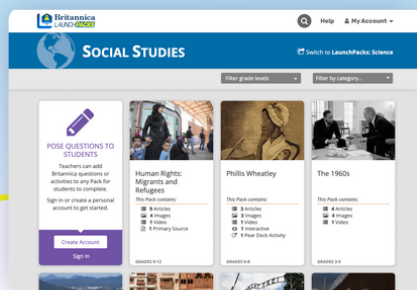 Britannica
LAUNCHPACKS
Help
My Account
SOCIAL STUDIES
Switch to LaunchPacks: Science
Filter grade levels
Filter by category...
POSE QUESTIONS TO
STUDENTS
Teachers can add
Britannica questions or
activities to any Pack for
students to complete.
Sign in or create a personal
account to get started.
Create Account
Sign in
Human Rights:
Migrants and
Refugees
This Pack contains:
9 Articles
4 Images
1 Video
1 Primary Source
GRADES 9-12
Phillis Wheatley
This Pack contains:
3 Articles
3 Images
1 Video
1 Interactive
1 Pear Deck Activity
GRADES 6-8
The 1960s
This Pack contains:
4 Articles
4 Images
1 Video
GRADES 3-5